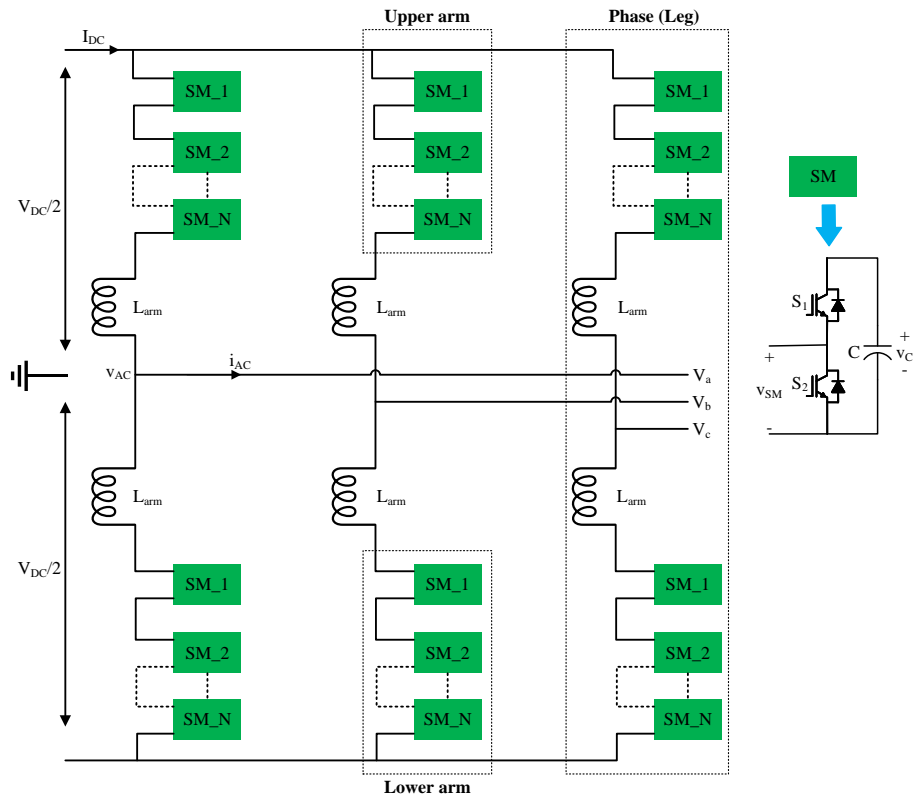 Upper arm
Phase (Leg)
I_DC
SM_1 SM_1 SM_1
SM_2 SM_2 SM_2
SM
V_DC/2
SM_N SM_N SM_N
L_arm L_arm L_arm
S_1
+
C v_C
-
v_AC i_AC V_a
+
S_2
v_SM
V_b
V_c
-
L_arm L_arm L_arm
V_DC/2
SM_1 SM_1 SM_1
SM_2 SM_2 SM_2
SM_N SM_N SM_N
Lower arm